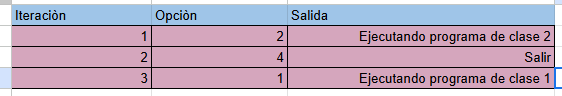 Iteraciòn Opciòn Salida
1 2 Ejecutando programa de clase 2
2 4 Salir
3 1 Ejecutando programa de clase 1